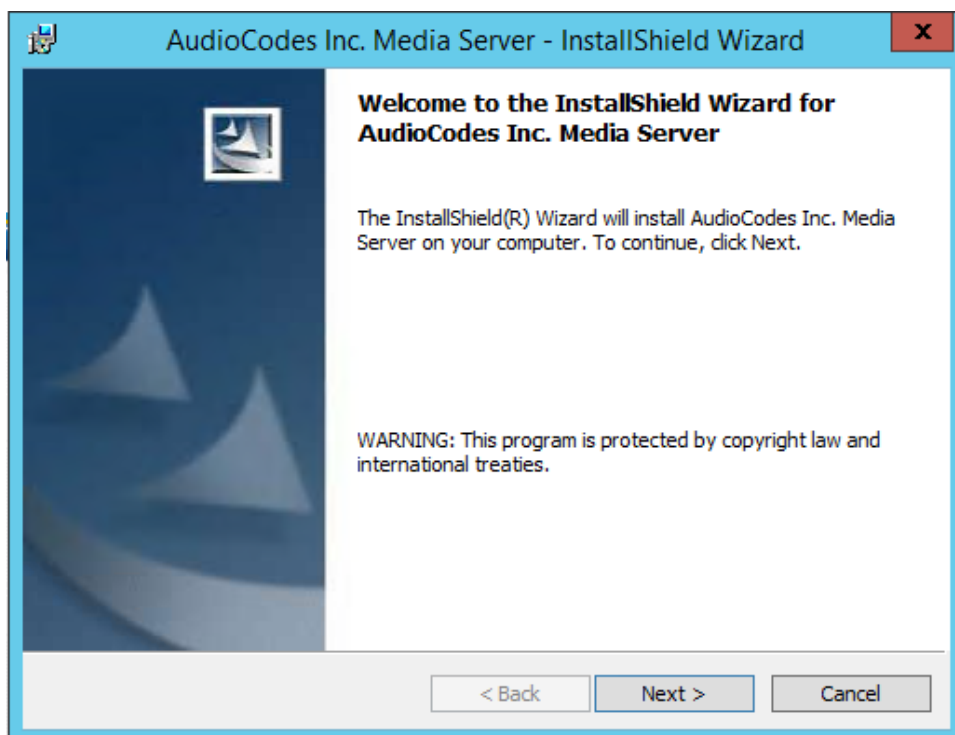 AudioCodes Inc. Media Server - InstallShield Wizard
x
Welcome to the InstallShield Wizard for
AudioCodes Inc. Media Server
The InstallShield(R) Wizard will install AudioCodes Inc. Media
Server on your computer. To continue, click Next.
WARNING: This program is protected by copyright law and
international treaties.
< Back
Next >
Cancel